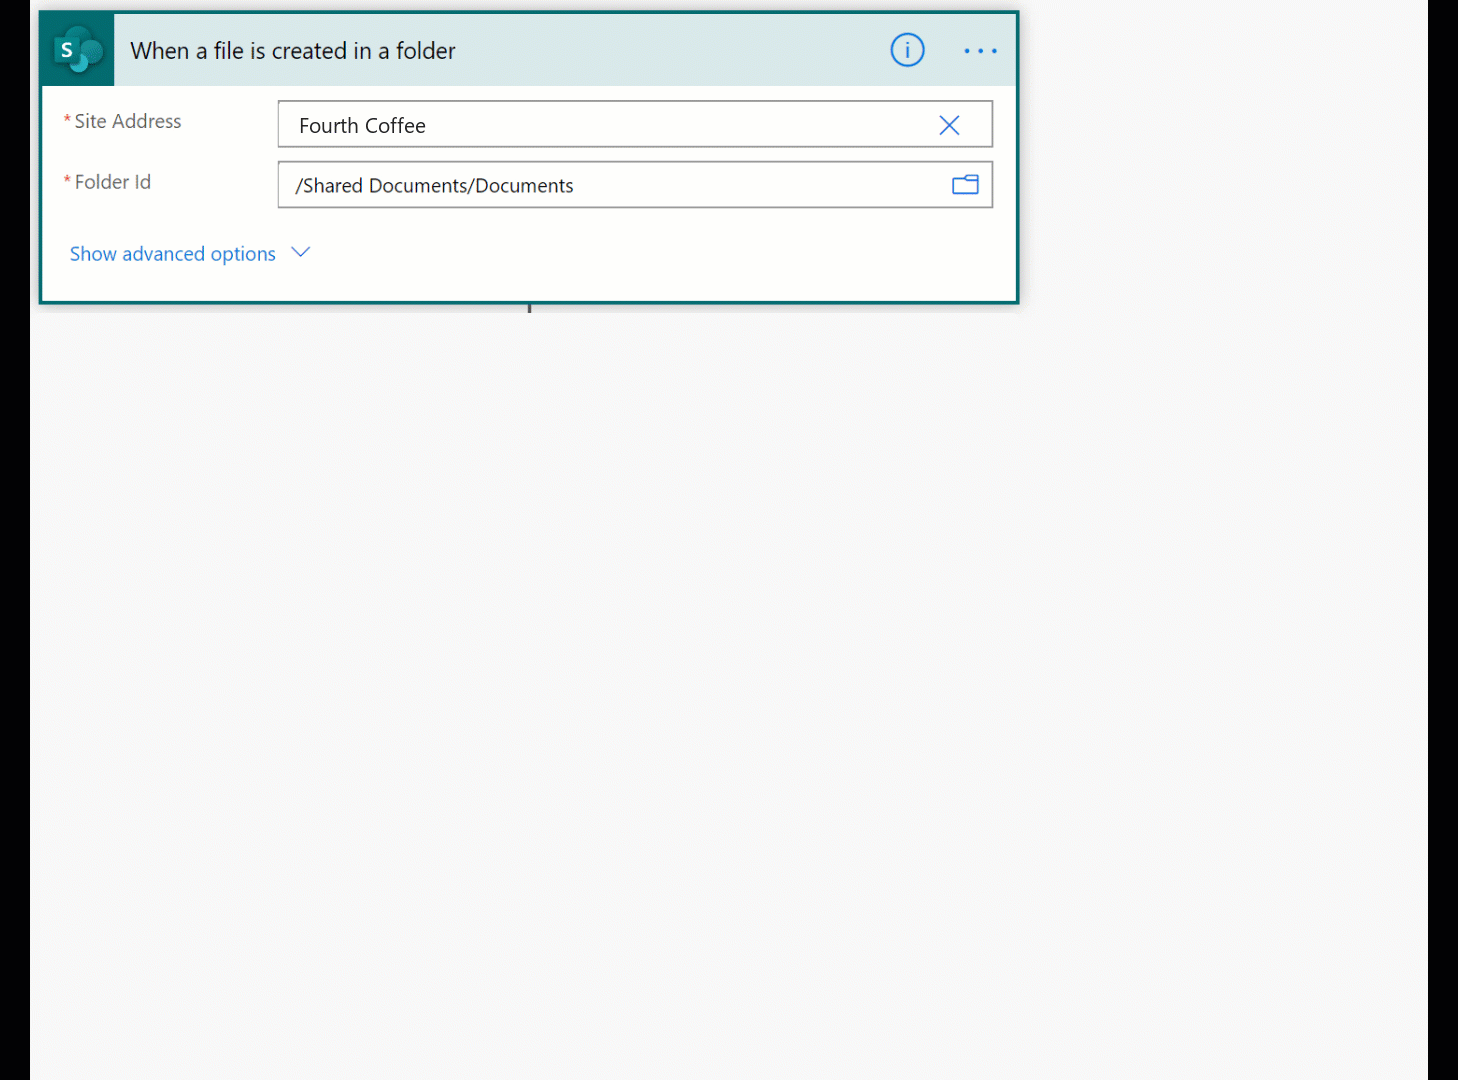 S
When a file is created in a folder
* Site Address
Fourth Coffee
* Folder Id
/Shared Documents/Documents
Show advanced options